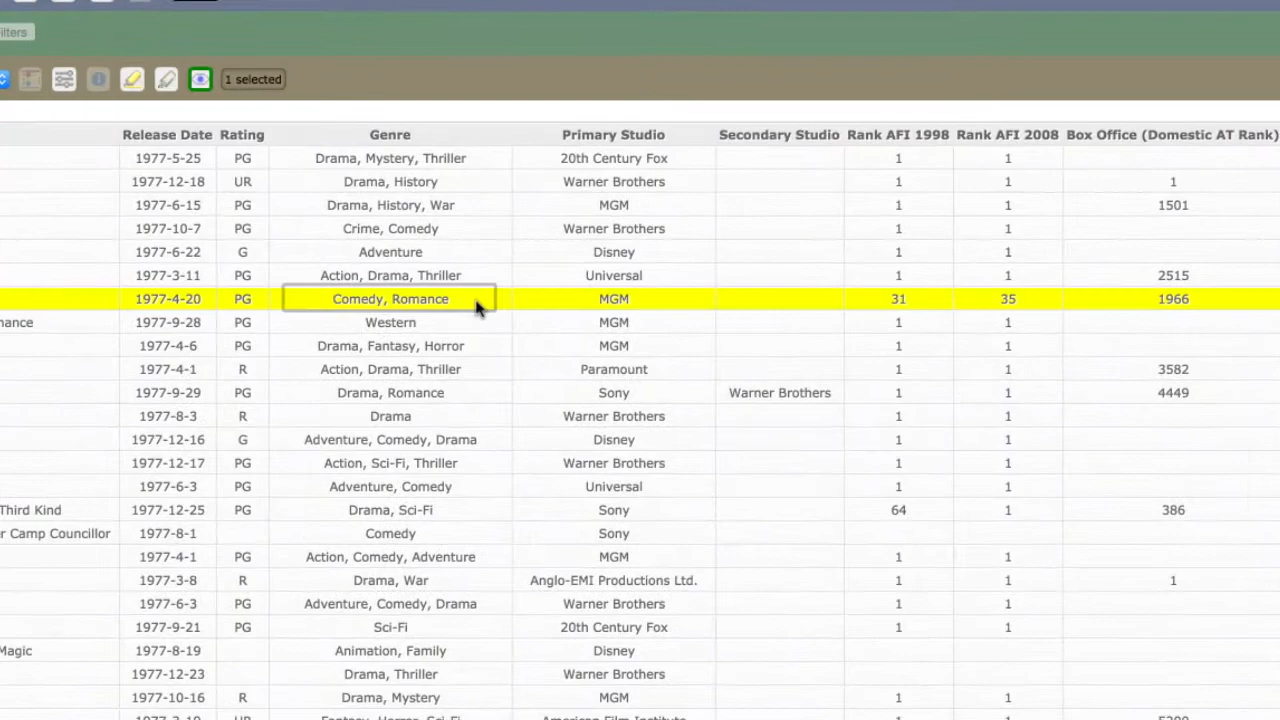 ilters
1 selected
Release Date Rating Genre Primary Studio Secondary Studio Rank AFI 1998 Rank AFI 2008 Box Office (Domestic AT Rank)
1977-5-25 PG Drama, Mystery, Thriller 20th Century Fox 1 1
1977-12-18 UR Drama, History Warner Brothers 1 1 1
1977-6-15 PG Drama, History, War MGM 1 1 1501
1977-10-7 PG Crime, Comedy Warner Brothers 1 1
1977-6-22 G Adventure Disney 1 1
1977-3-11 PG Action, Drama, Thriller Universal 1 1 2515
1977-4-20 PG Comedy, Romance MGM 31 35 1966
nance 1977-9-28 PG Western MGM 1 1
1977-4-6 PG Drama, Fantasy, Horror MGM 1 1
1977-4-1 R Action, Drama, Thriller Paramount 1 1 3582
1977-9-29 PG Drama, Romance Sony Warner Brothers 1 1 4449
1977-8-3 R Drama Warner Brothers 1 1
1977-12-16 G Adventure, Comedy, Drama Disney 1 1
1977-12-17 PG Action, Sci-Fi, Thriller Warner Brothers 1 1
1977-6-3 PG Adventure, Comedy Universal 1 1
Third Kind 1977-12-25 PG Drama, Sci-Fi Sony 64 1 386
r Camp Councillor 1977-8-1 Comedy Sony
1977-4-1 PG Action, Comedy, Adventure MGM 1 1
1977-3-8 R Drama, War Anglo-EMI Productions Ltd. 1 1 1
1977-6-3 PG Adventure, Comedy, Drama Warner Brothers 1 1
1977-9-21 PG Sci-Fi 20th Century Fox 1 1
Magic 1977-8-19 Animation, Family Disney
1977-12-23 Drama, Thriller Warner Brothers
1977-10-16 R Drama, Mystery MGM 1 1
Fantasy, Horror, Sci-Fi American Film Institute